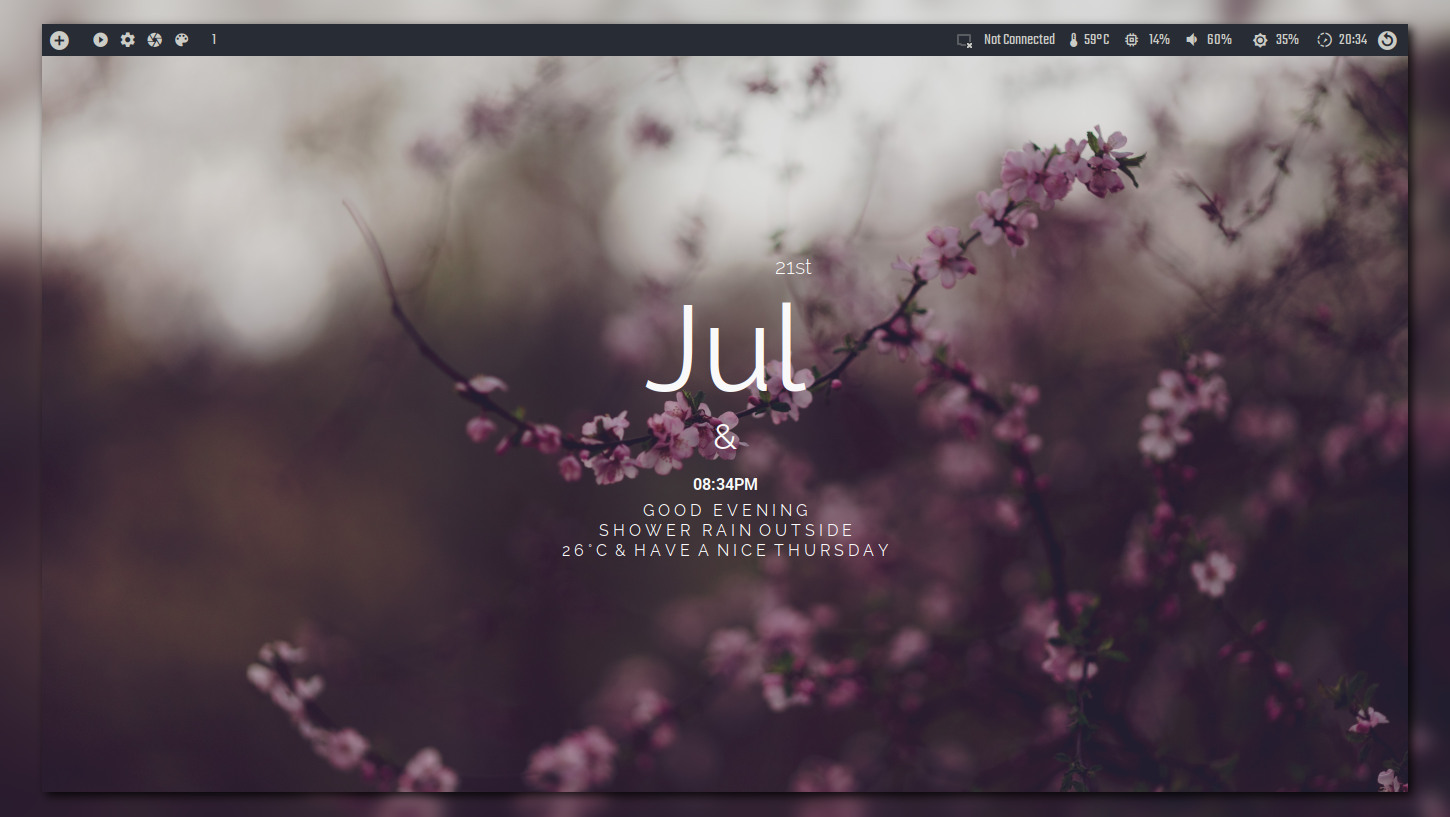 1 Not Connected 59°C 14% 60% 35% 20:34
21st
Jul
&
08:34PM
GOOD EVENING
SHOWER RAIN OUTSIDE
26°C & HAVE A NICE THURSDAY